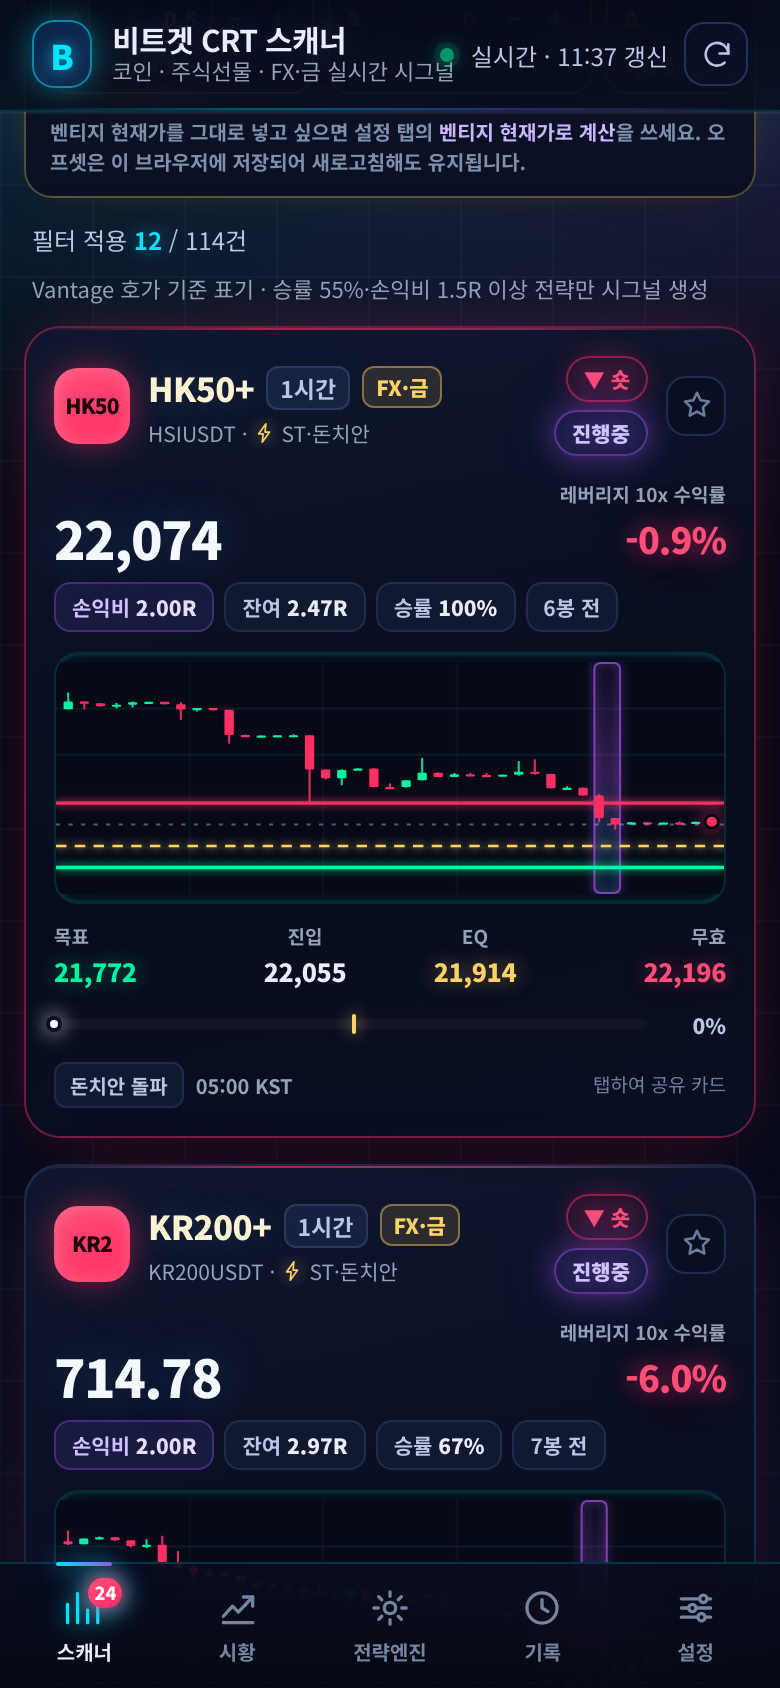 B
비트겟 CRT 스캐너
코인 · 주식선물 · FX·금 실시간 시그널
실시간 · 11:37 갱신
벤티지 현재가를 그대로 넣고 싶으면 설정 탭의 벤티지 현재가로 계산을 쓰세요. 오
프셋은 이 브라우저에 저장되어 새로고침해도 유지됩니다.
필터 적용 12 / 114건
Vantage 호가 기준 표기 · 승률 55%·손익비 1.5R 이상 전략만 시그널 생성
HK50
HK50+ 1시간 FX·금
▼ 숏
HSIUSDT · ⚡ ST·돈치안
진행중
레버리지 10x 수익률
22,074
-0.9%
손익비 2.00R 잔여 2.47R 승률 100% 6봉 전
목표 진입 EQ 무효
21,772 22,055 21,914 22,196
0%
돈치안 돌파 05:00 KST
탭하여 공유 카드
KR2
KR200+ 1시간 FX·금
▼ 숏
KR200USDT · ⚡ ST·돈치안
진행중
레버리지 10x 수익률
714.78
-6.0%
손익비 2.00R 잔여 2.97R 승률 67% 7봉 전
24
스캐너 시황 전략엔진 기록 설정